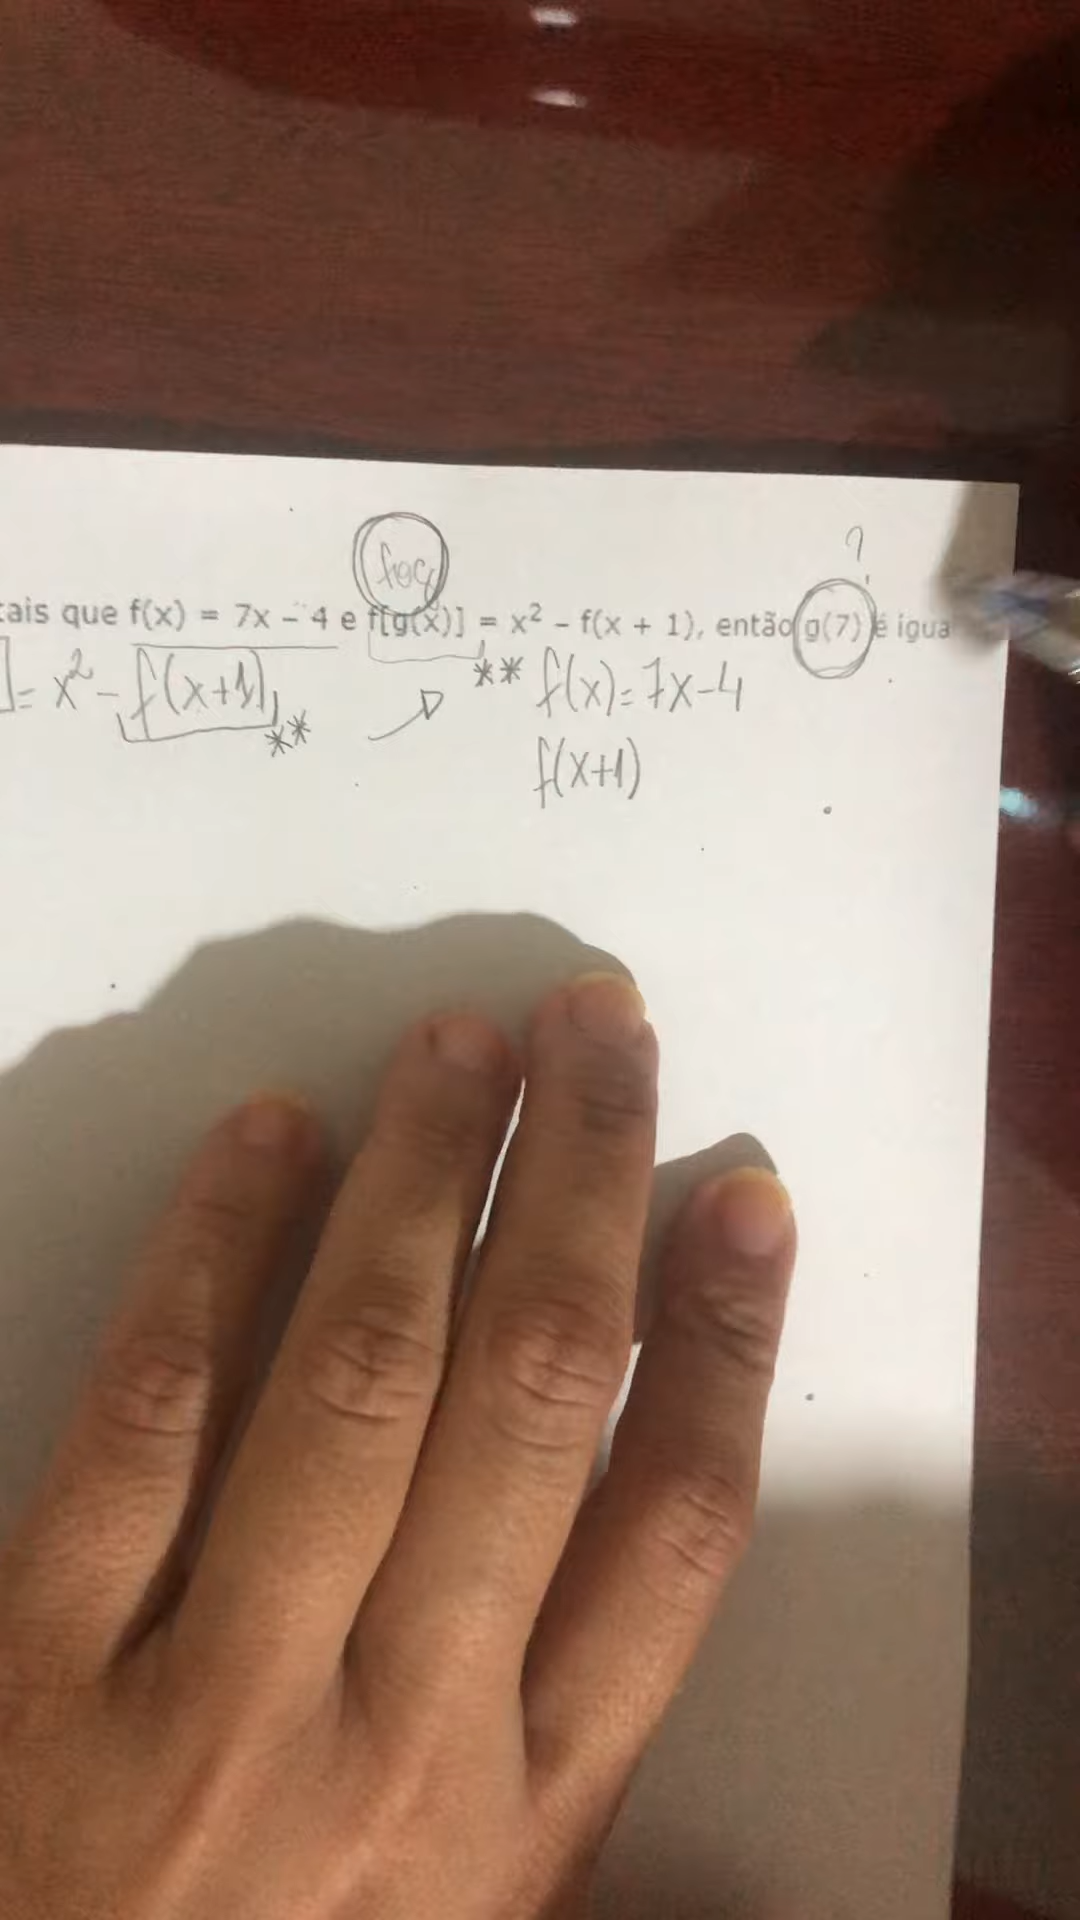 fog
?
tais que f(x) = 7x - 4 e f[g(x)] = x² - f(x + 1), então g(7) é igua
] = x² - f(x+1) ** ** f(x) = 7x-4
f(x+1)